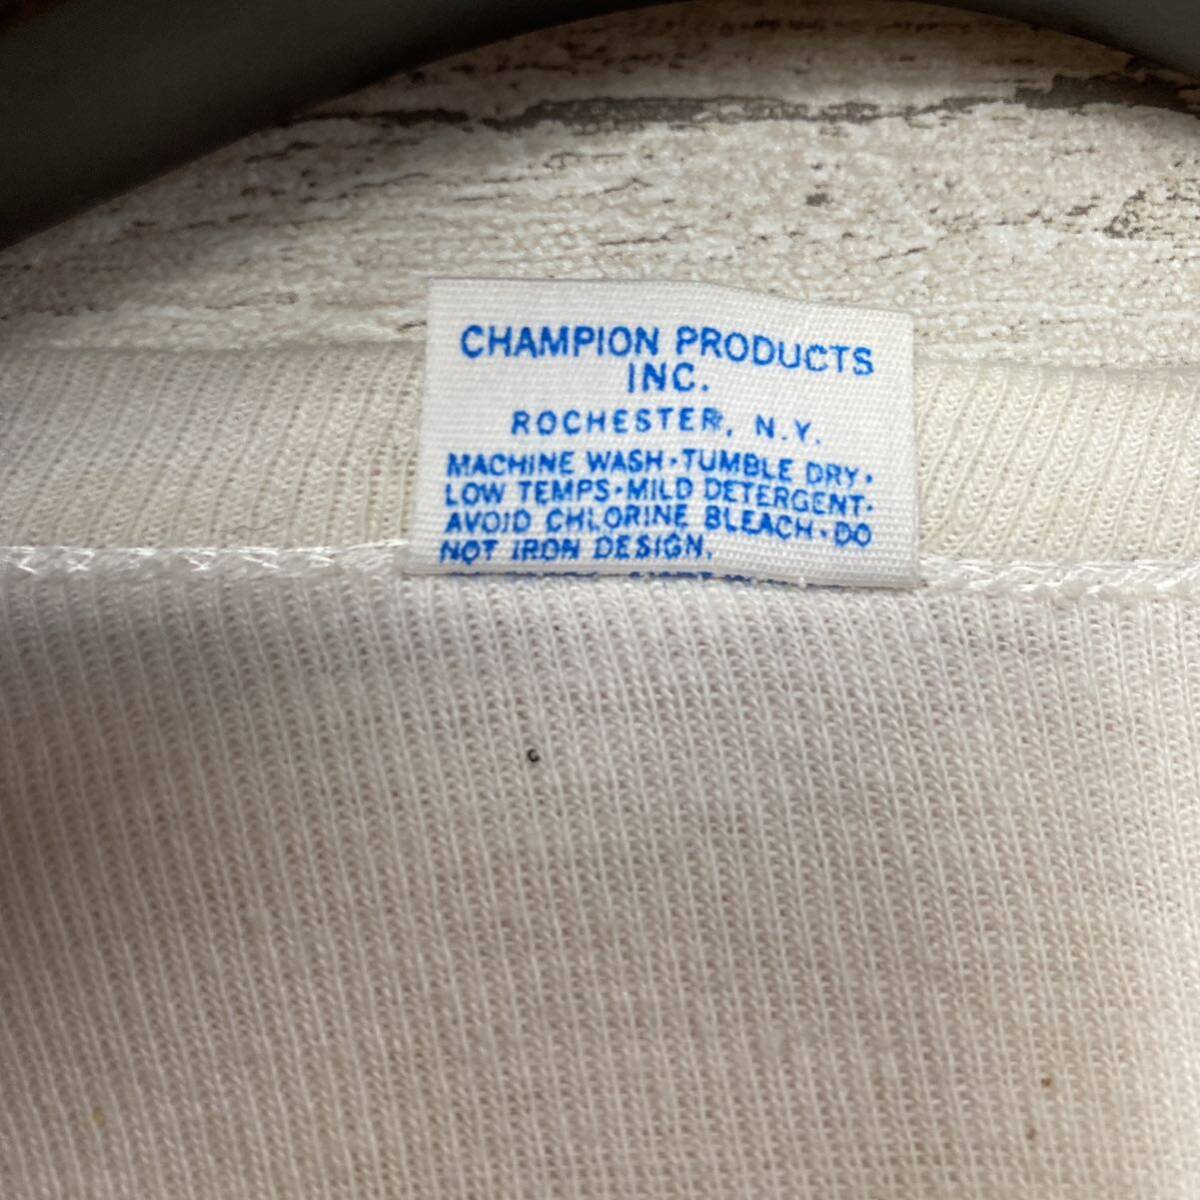 CHAMPION PRODUCTS
INC.
ROCHESTER, N.Y.
MACHINE WASH·TUMBLE DRY·
LOW TEMPS·MILD DETERGENT·
AVOID CHLORINE BLEACH·DO
NOT IRON DESIGN.